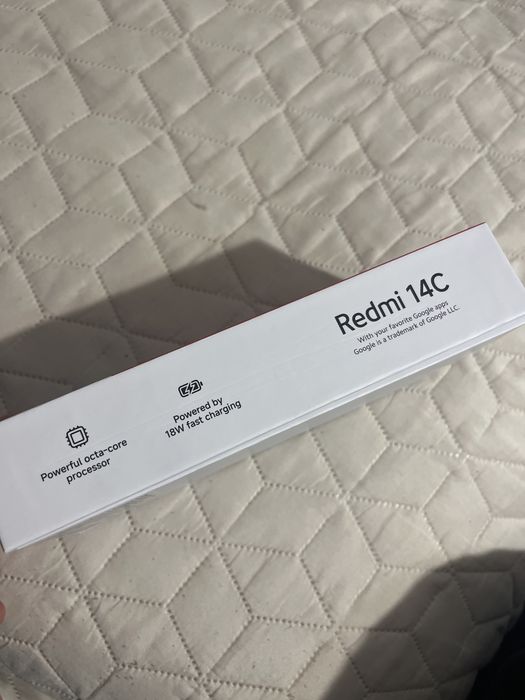 Redmi 14C
With your favorite Google apps
Google is a trademark of Google LLC.
Powered by
18W fast charging
Powerful octa-core
processor